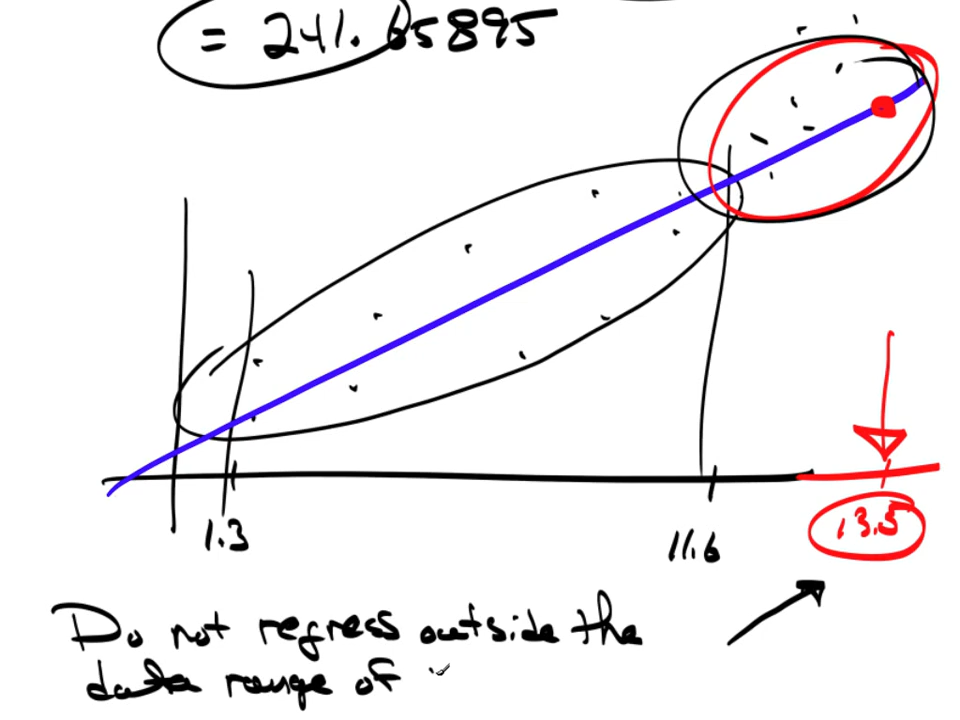 = 241.65895
1.3
11.6
13.5
Do not regress outside the
data range of